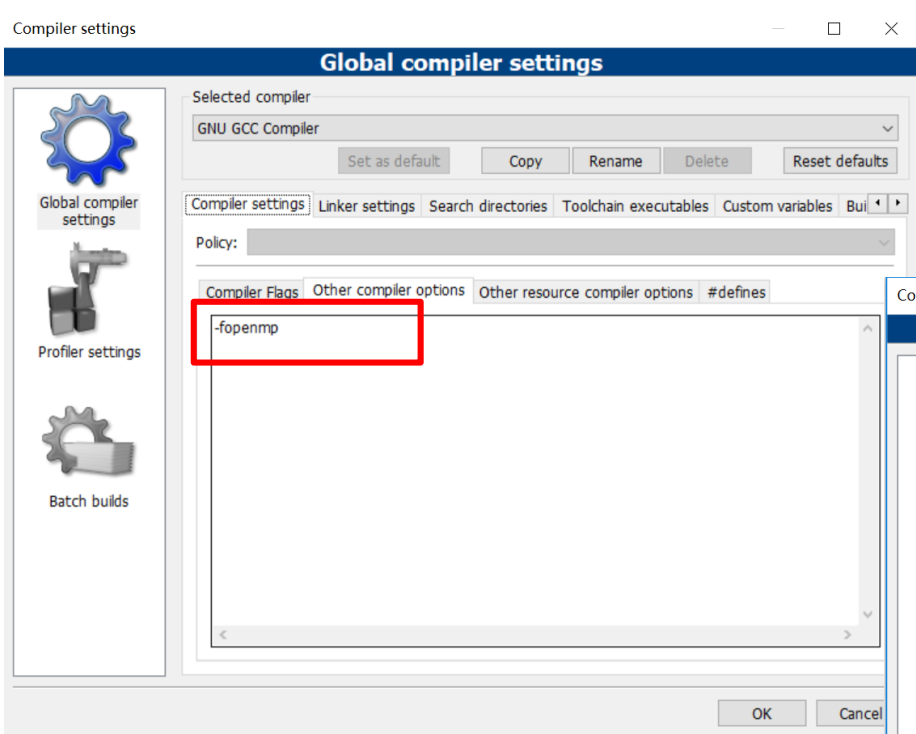 Compiler settings
Global compiler settings
Selected compiler
GNU GCC Compiler
Set as default Copy Rename Delete Reset defaults
Global compiler
settings
Compiler settings Linker settings Search directories Toolchain executables Custom variables Bui
Policy:
Compiler Flags Other compiler options Other resource compiler options #defines
Co
-fopenmp
Profiler settings
Batch builds
OK Cancel